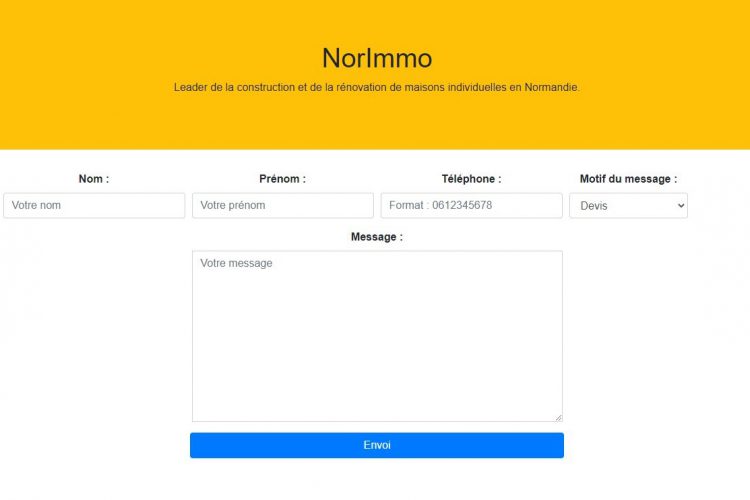 NorImmo
Leader de la construction et de la rénovation de maisons individuelles en Normandie.
Nom : Prénom : Téléphone : Motif du message :
Votre nom Votre prénom Format : 0612345678 Devis
Message :
Votre message
Envoi